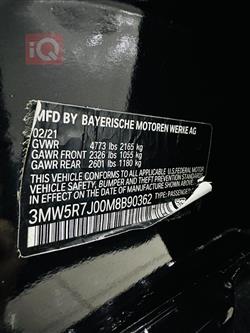 iQ
MFD BY BAYERISCHE MOTOREN WERKE AG
02/21
GVWR 4773 lbs 2165 kg
GAWR FRONT 2326 lbs 1055 kg
GAWR REAR 2601 lbs 1180 kg
THIS VEHICLE CONFORMS TO ALL APPLICABLE U.S. FEDERAL MOTOR
VEHICLE SAFETY, BUMPER, AND THEFT PREVENTION STANDARDS
IN EFFECT ON THE DATE OF MANUFACTURE SHOWN ABOVE.
3MW5R7J00M8B90362 TYPE: PASSENGER